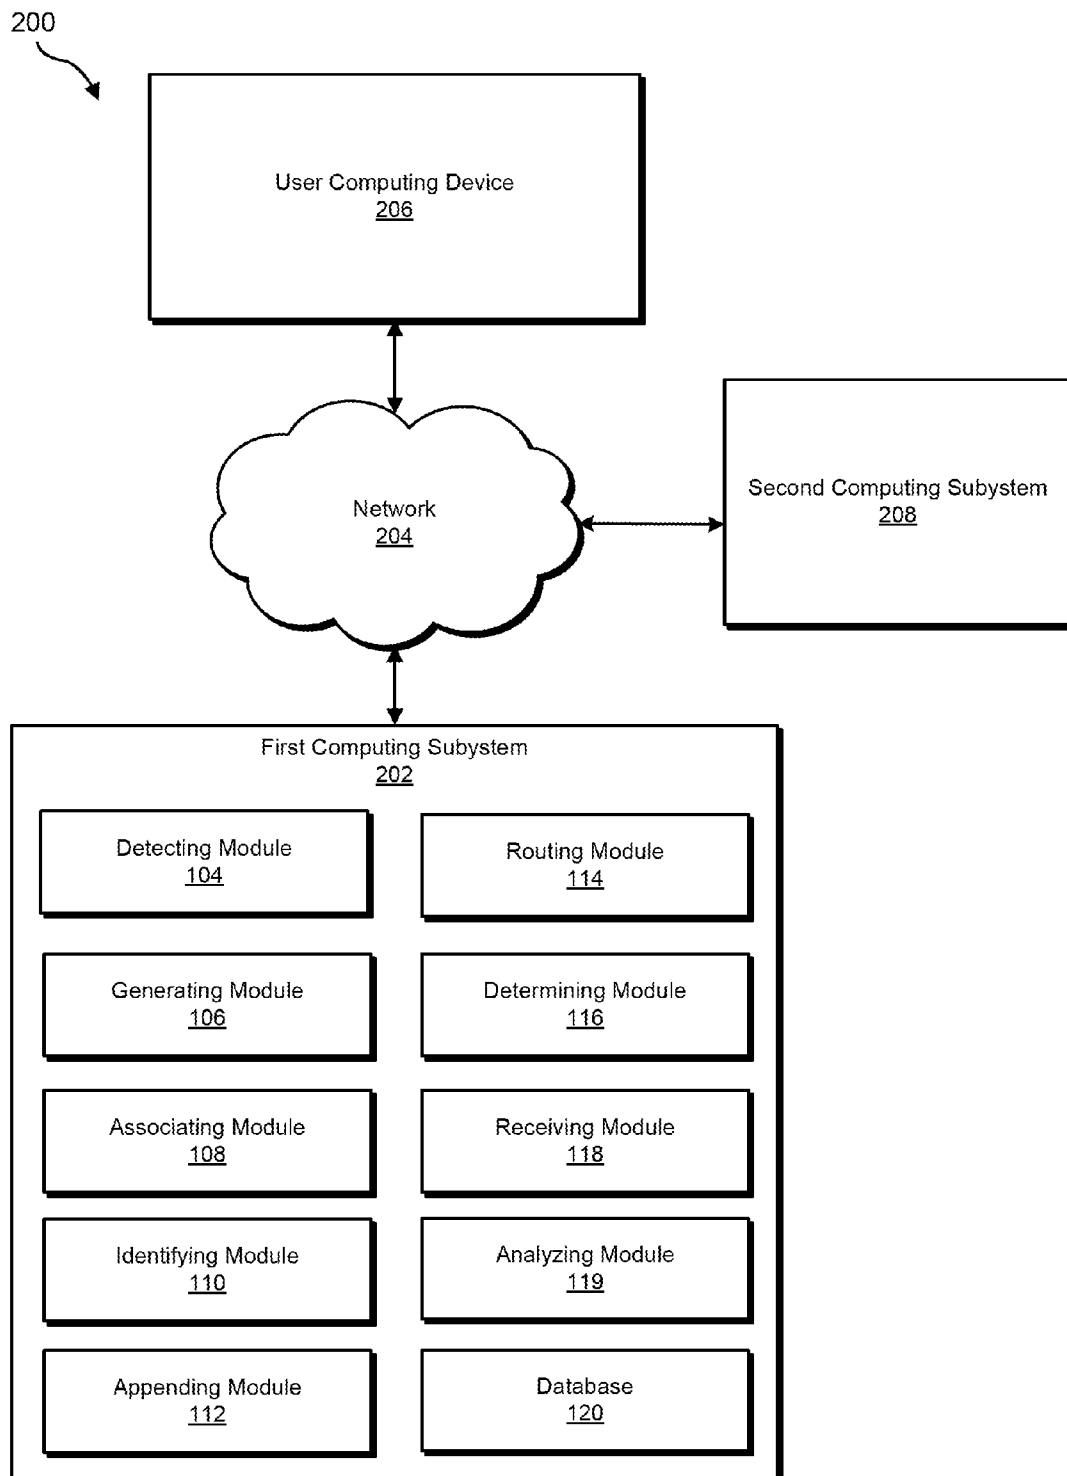 200
User Computing Device
206
Network
204
Second Computing Subystem
208
First Computing Subystem
202
Detecting Module
104
Routing Module
114
Generating Module
106
Determining Module
116
Associating Module
108
Receiving Module
118
Identifying Module
110
Analyzing Module
119
Appending Module
112
Database
120